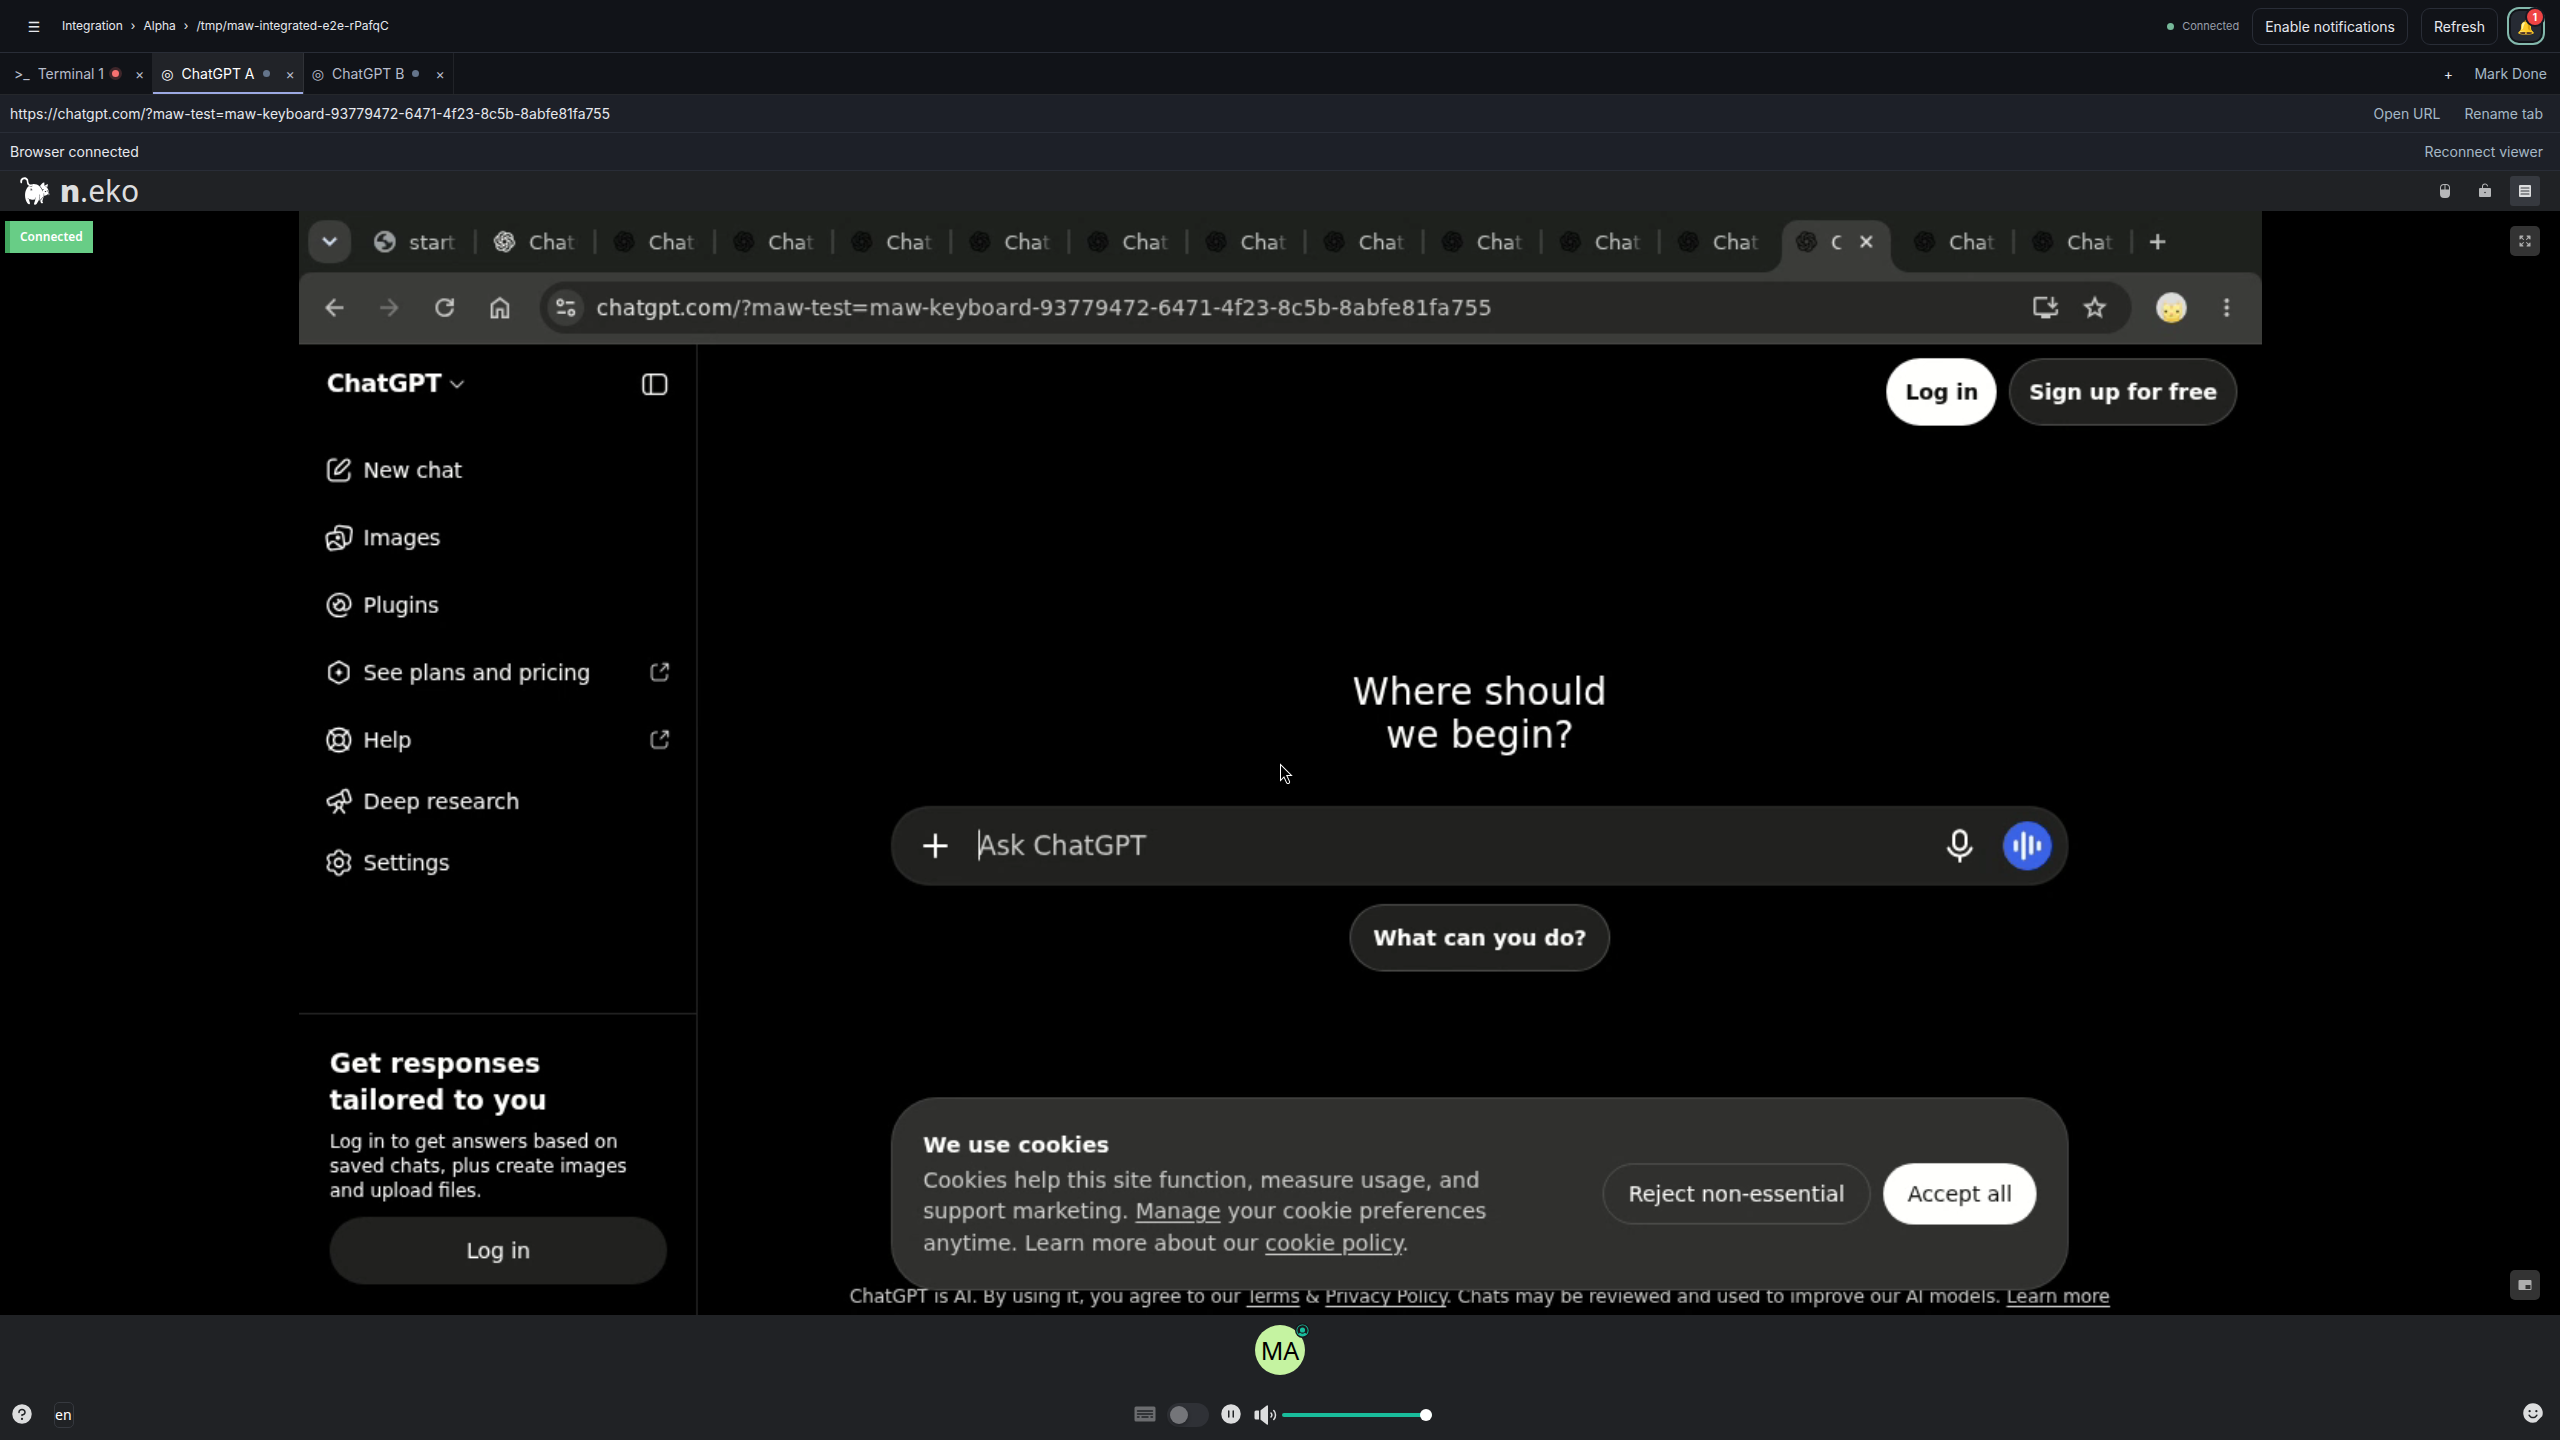 Integration › Alpha › /tmp/maw-integrated-e2e-rPafqC
Connected
Enable notifications
Refresh
1
>_ Terminal 1 ×
ChatGPT A ×
ChatGPT B ×
+
Mark Done
https://chatgpt.com/?maw-test=maw-keyboard-93779472-6471-4f23-8c5b-8abfe81fa755
Open URL
Rename tab
Browser connected
Reconnect viewer
n.eko
Connected
start
Chat
Chat
Chat
Chat
Chat
Chat
Chat
Chat
Chat
Chat
Chat
C
Chat
Chat
chatgpt.com/?maw-test=maw-keyboard-93779472-6471-4f23-8c5b-8abfe81fa755
ChatGPT
Log in
Sign up for free
New chat
Images
Plugins
See plans and pricing
Help
Deep research
Settings
Where should
we begin?
Ask ChatGPT
What can you do?
Get responses
tailored to you
Log in to get answers based on
saved chats, plus create images
and upload files.
Log in
We use cookies
Cookies help this site function, measure usage, and
support marketing. Manage your cookie preferences
anytime. Learn more about our cookie policy.
Reject non-essential
Accept all
ChatGPT is AI. By using it, you agree to our Terms & Privacy Policy. Chats may be reviewed and used to improve our AI models. Learn more
MA
en